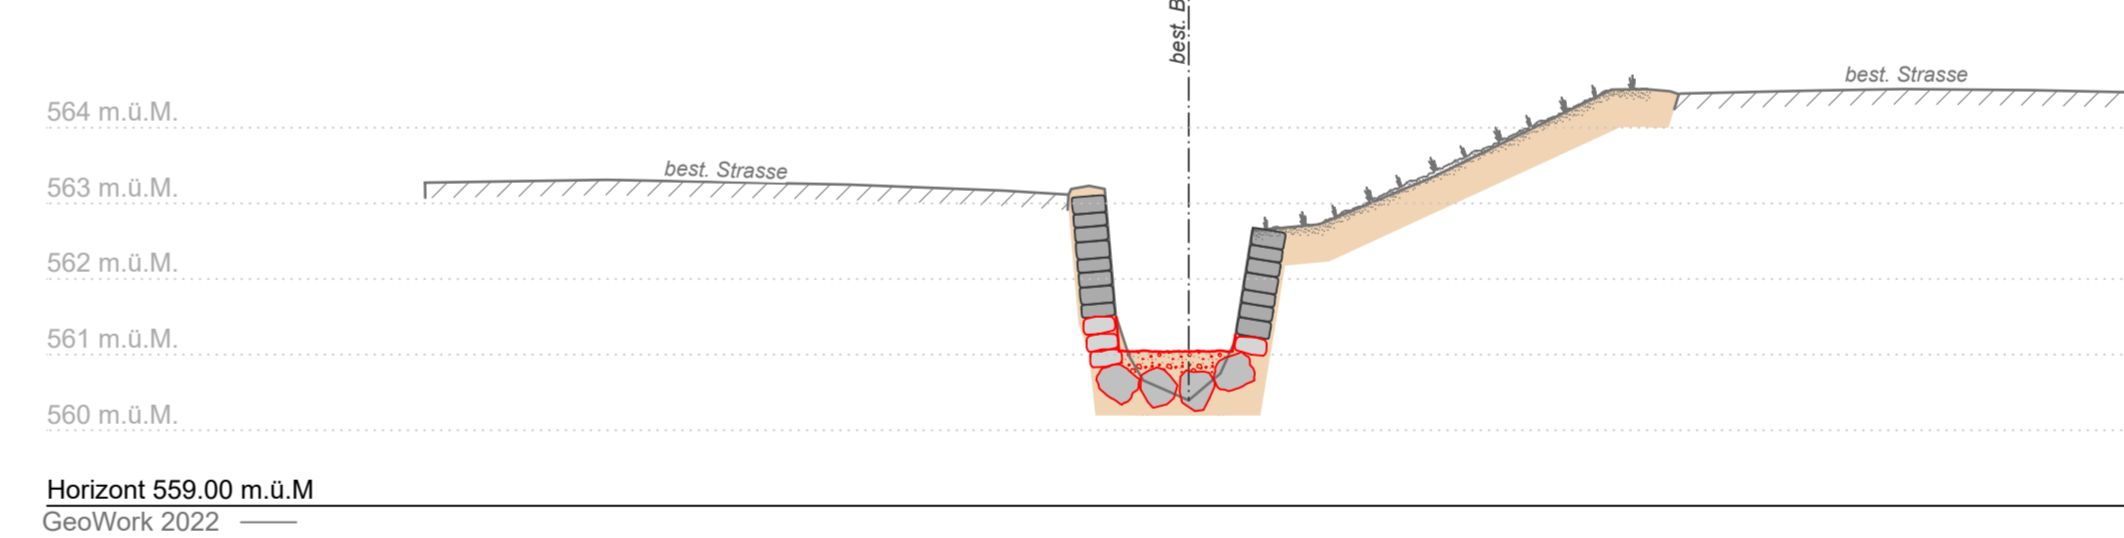 best. B
best. Strasse
564 m.ü.M.
best. Strasse
563 m.ü.M.
562 m.ü.M.
561 m.ü.M.
560 m.ü.M.
Horizont 559.00 m.ü.M
GeoWork 2022